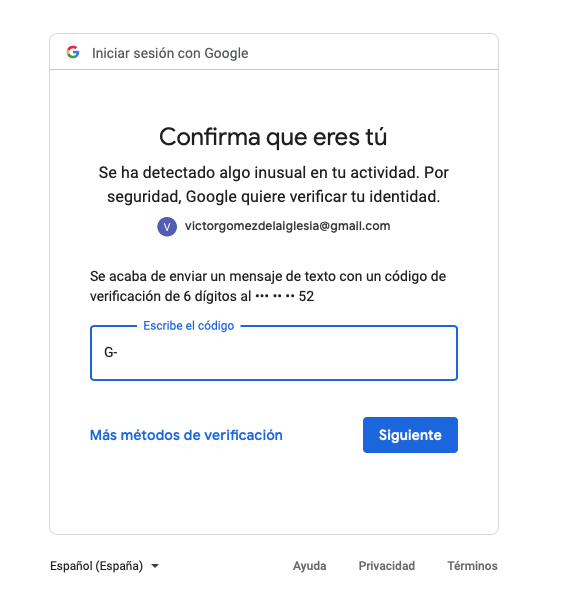 Iniciar sesión con Google
Confirma que eres tú
Se ha detectado algo inusual en tu actividad. Por
seguridad, Google quiere verificar tu identidad.
V victorgomezdelaiglesia@gmail.com
Se acaba de enviar un mensaje de texto con un código de
verificación de 6 dígitos al ••• •• •• 52
Escribe el código
G-
Más métodos de verificación
Siguiente
Español (España)
Ayuda
Privacidad
Términos